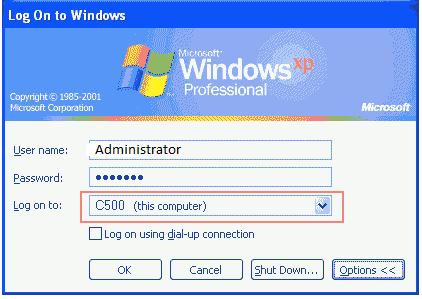 Log On to Windows
Microsoft®
Windows xp
Professional
Copyright © 1985-2001
Microsoft Corporation
Microsoft
User name: Administrator
Password: •••••••
Log on to: C500 (this computer)
Log on using dial-up connection
OK Cancel Shut Down... Options <<